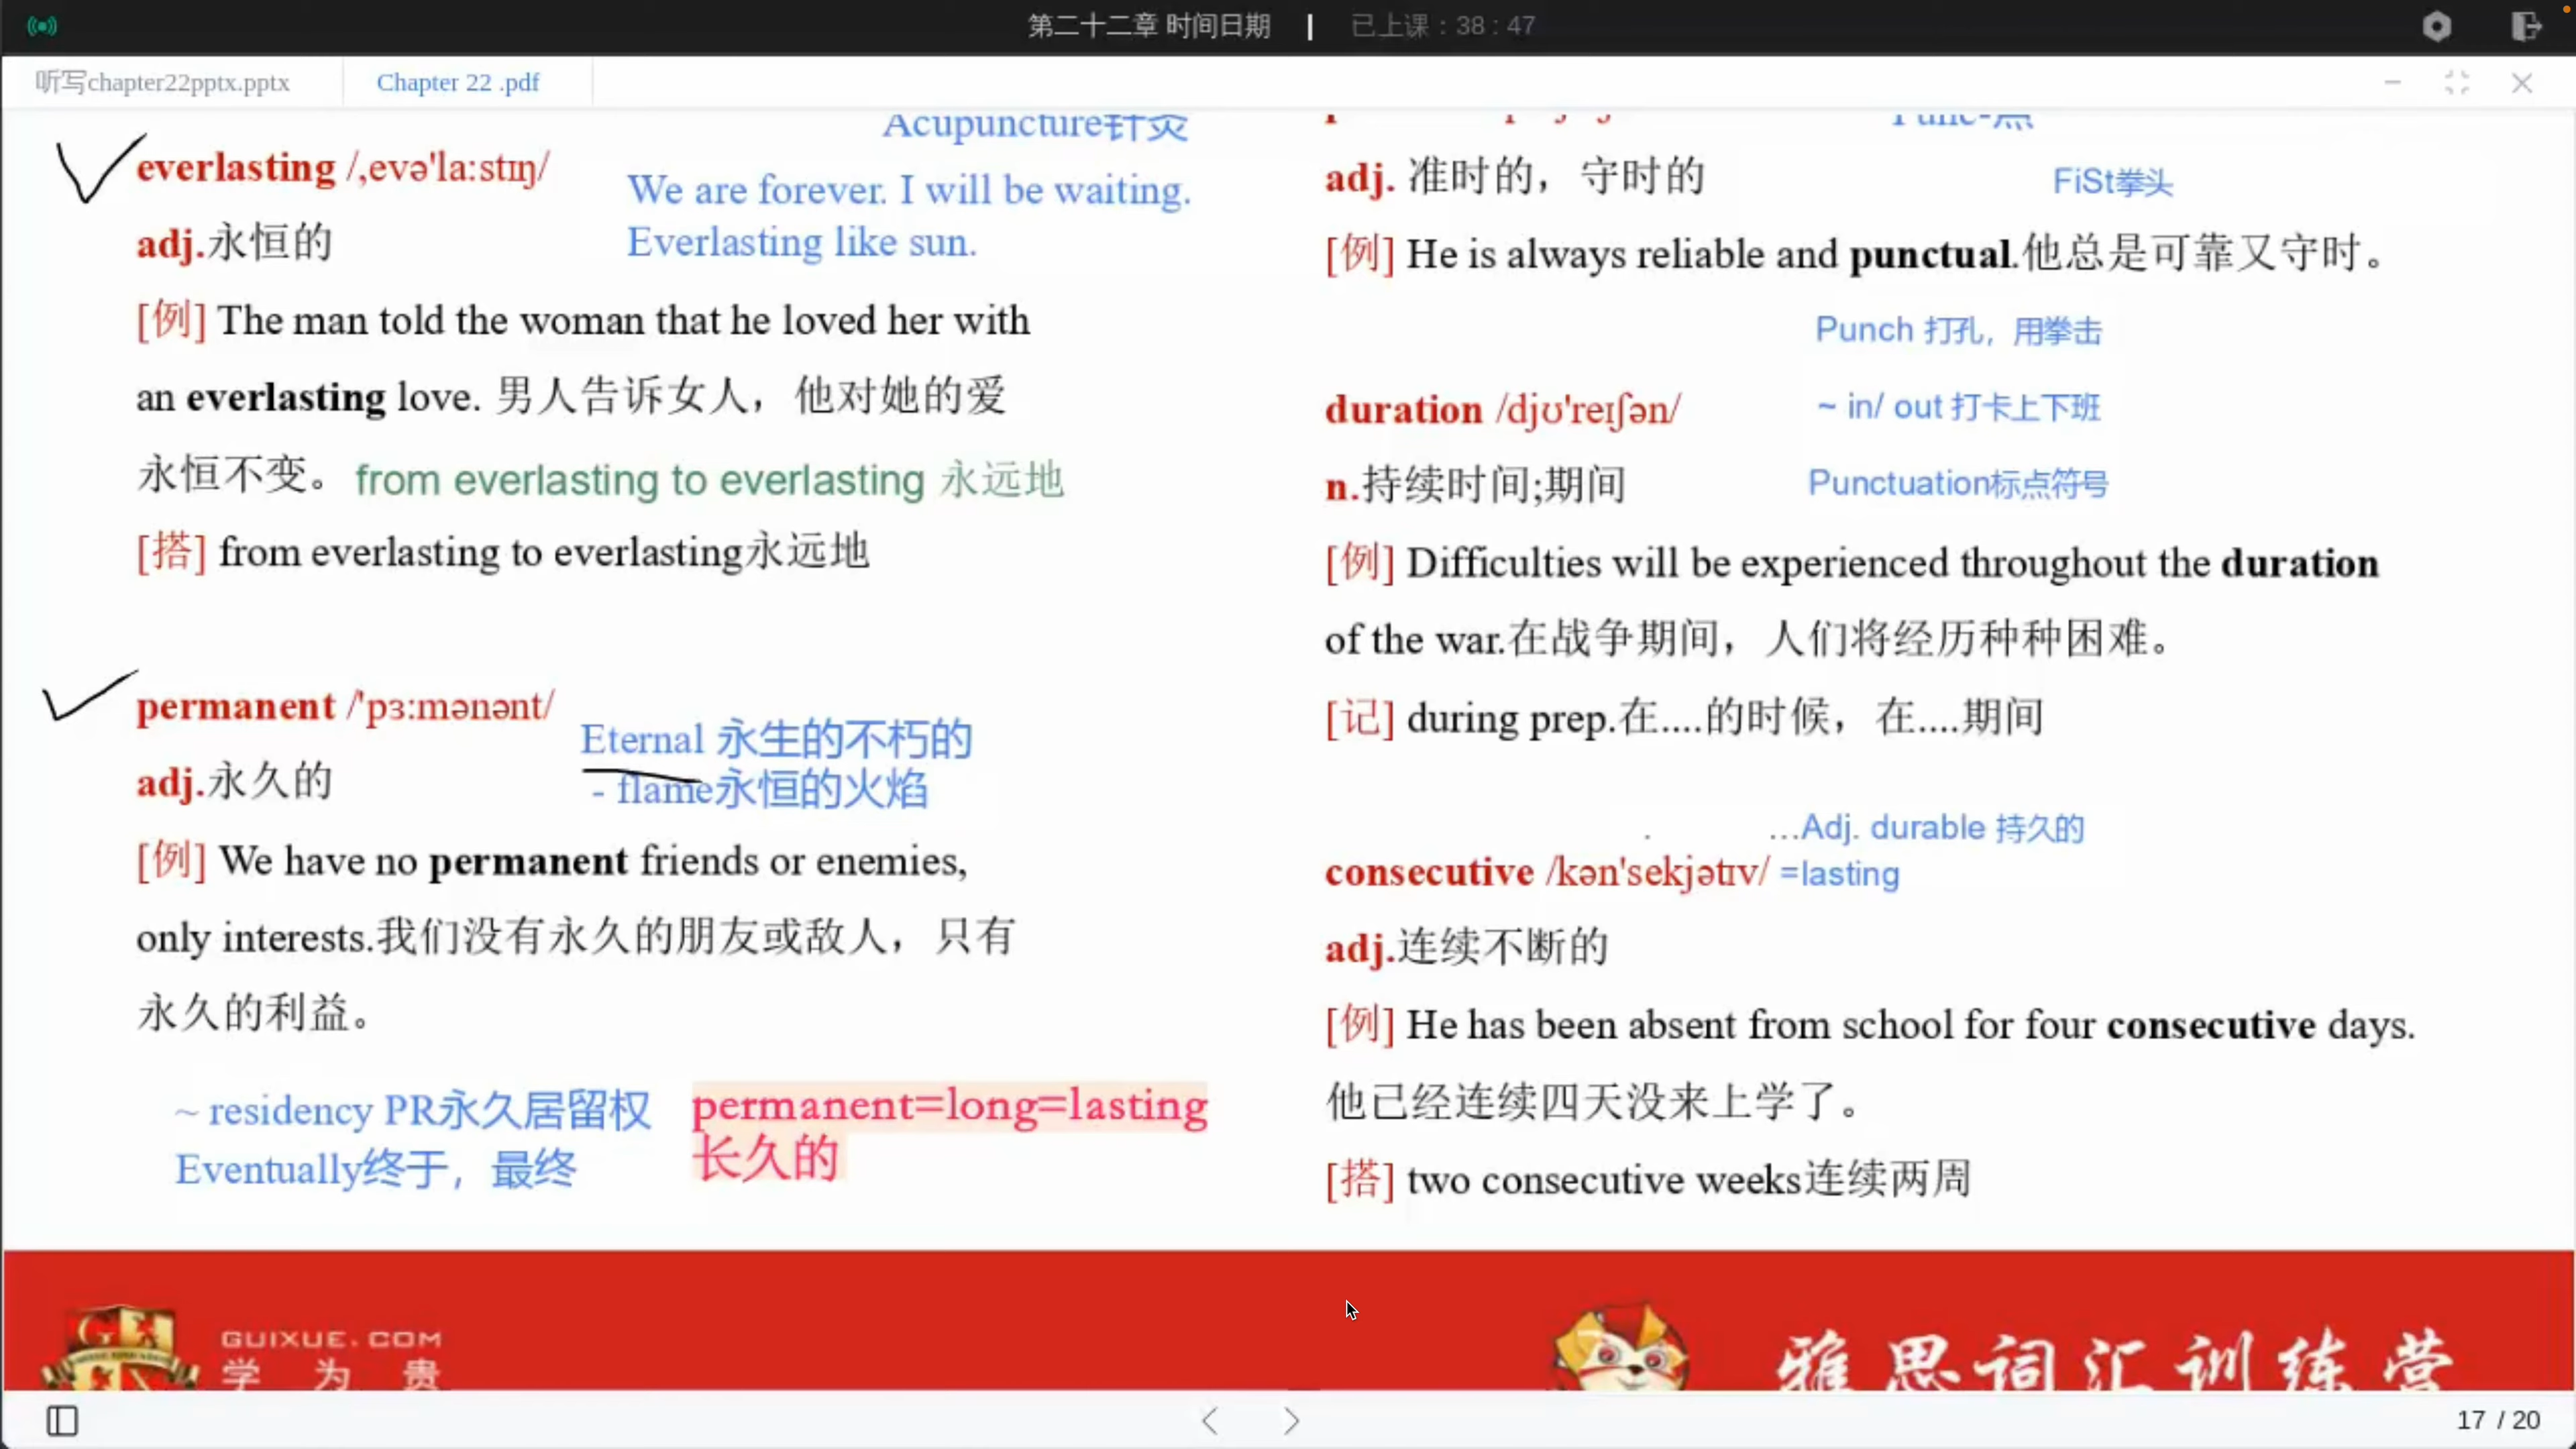 第二十二章 时间日期 | 已上课：38 : 47
听写chapter22pptx.pptx
Chapter 22 .pdf
Acupuncture针灸
everlasting /,evə'la:stɪŋ/
We are forever. I will be waiting.
Everlasting like sun.
adj.永恒的
[例] The man told the woman that he loved her with
an everlasting love. 男人告诉女人，他对她的爱
永恒不变。
from everlasting to everlasting 永远地
[搭] from everlasting to everlasting永远地
permanent /'pɜ:mənənt/
Eternal 永生的不朽的
- flame永恒的火焰
adj.永久的
[例] We have no permanent friends or enemies,
only interests.我们没有永久的朋友或敌人，只有
永久的利益。
~ residency PR永久居留权
Eventually终于，最终
permanent=long=lasting
长久的
Punc-点
adj. 准时的，守时的
FiSt拳头
[例] He is always reliable and punctual.他总是可靠又守时。
Punch 打孔，用拳击
~ in/ out 打卡上下班
Punctuation标点符号
duration /djʊ'reɪʃən/
n.持续时间;期间
[例] Difficulties will be experienced throughout the duration
of the war.在战争期间，人们将经历种种困难。
[记] during prep.在....的时候，在....期间
...Adj. durable 持久的
=lasting
consecutive /kən'sekjətɪv/
adj.连续不断的
[例] He has been absent from school for four consecutive days.
他已经连续四天没来上学了。
[搭] two consecutive weeks连续两周
GUIXUE.COM
学 为 贵
雅思词汇训练营
17 / 20